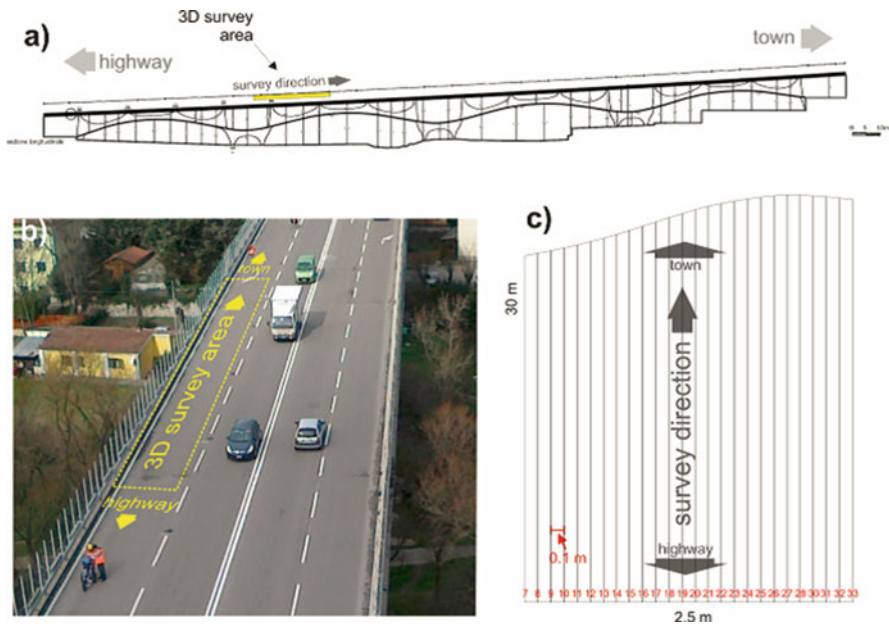 a)
3D survey
area
highway
town
survey direction
sezione longitudinale
b)
town
3D survey area
highway
c)
30 m
town
survey direction
highway
0.1 m
7 8 9 10 11 12 13 14 15 16 17 18 19 20 21 22 23 24 25 26 27 28 29 30 31 32 33
2.5 m